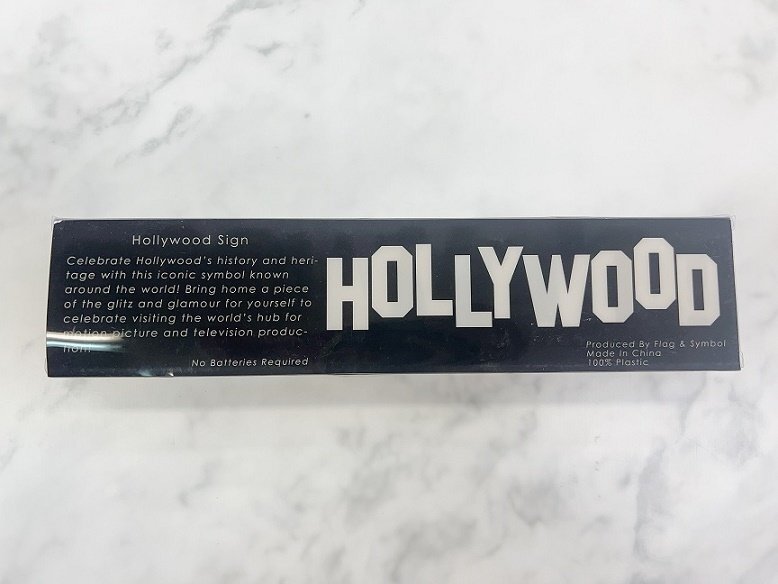 Hollywood Sign
Celebrate Hollywood's history and heri-
tage with this iconic symbol known
around the world! Bring home a piece
of the glitz and glamour for yourself to
celebrate visiting the world's hub for
motion picture and television produc-
tion!
No Batteries Required
HOLLYWOOD
Produced By Flag & Symbol
Made In China
100% Plastic